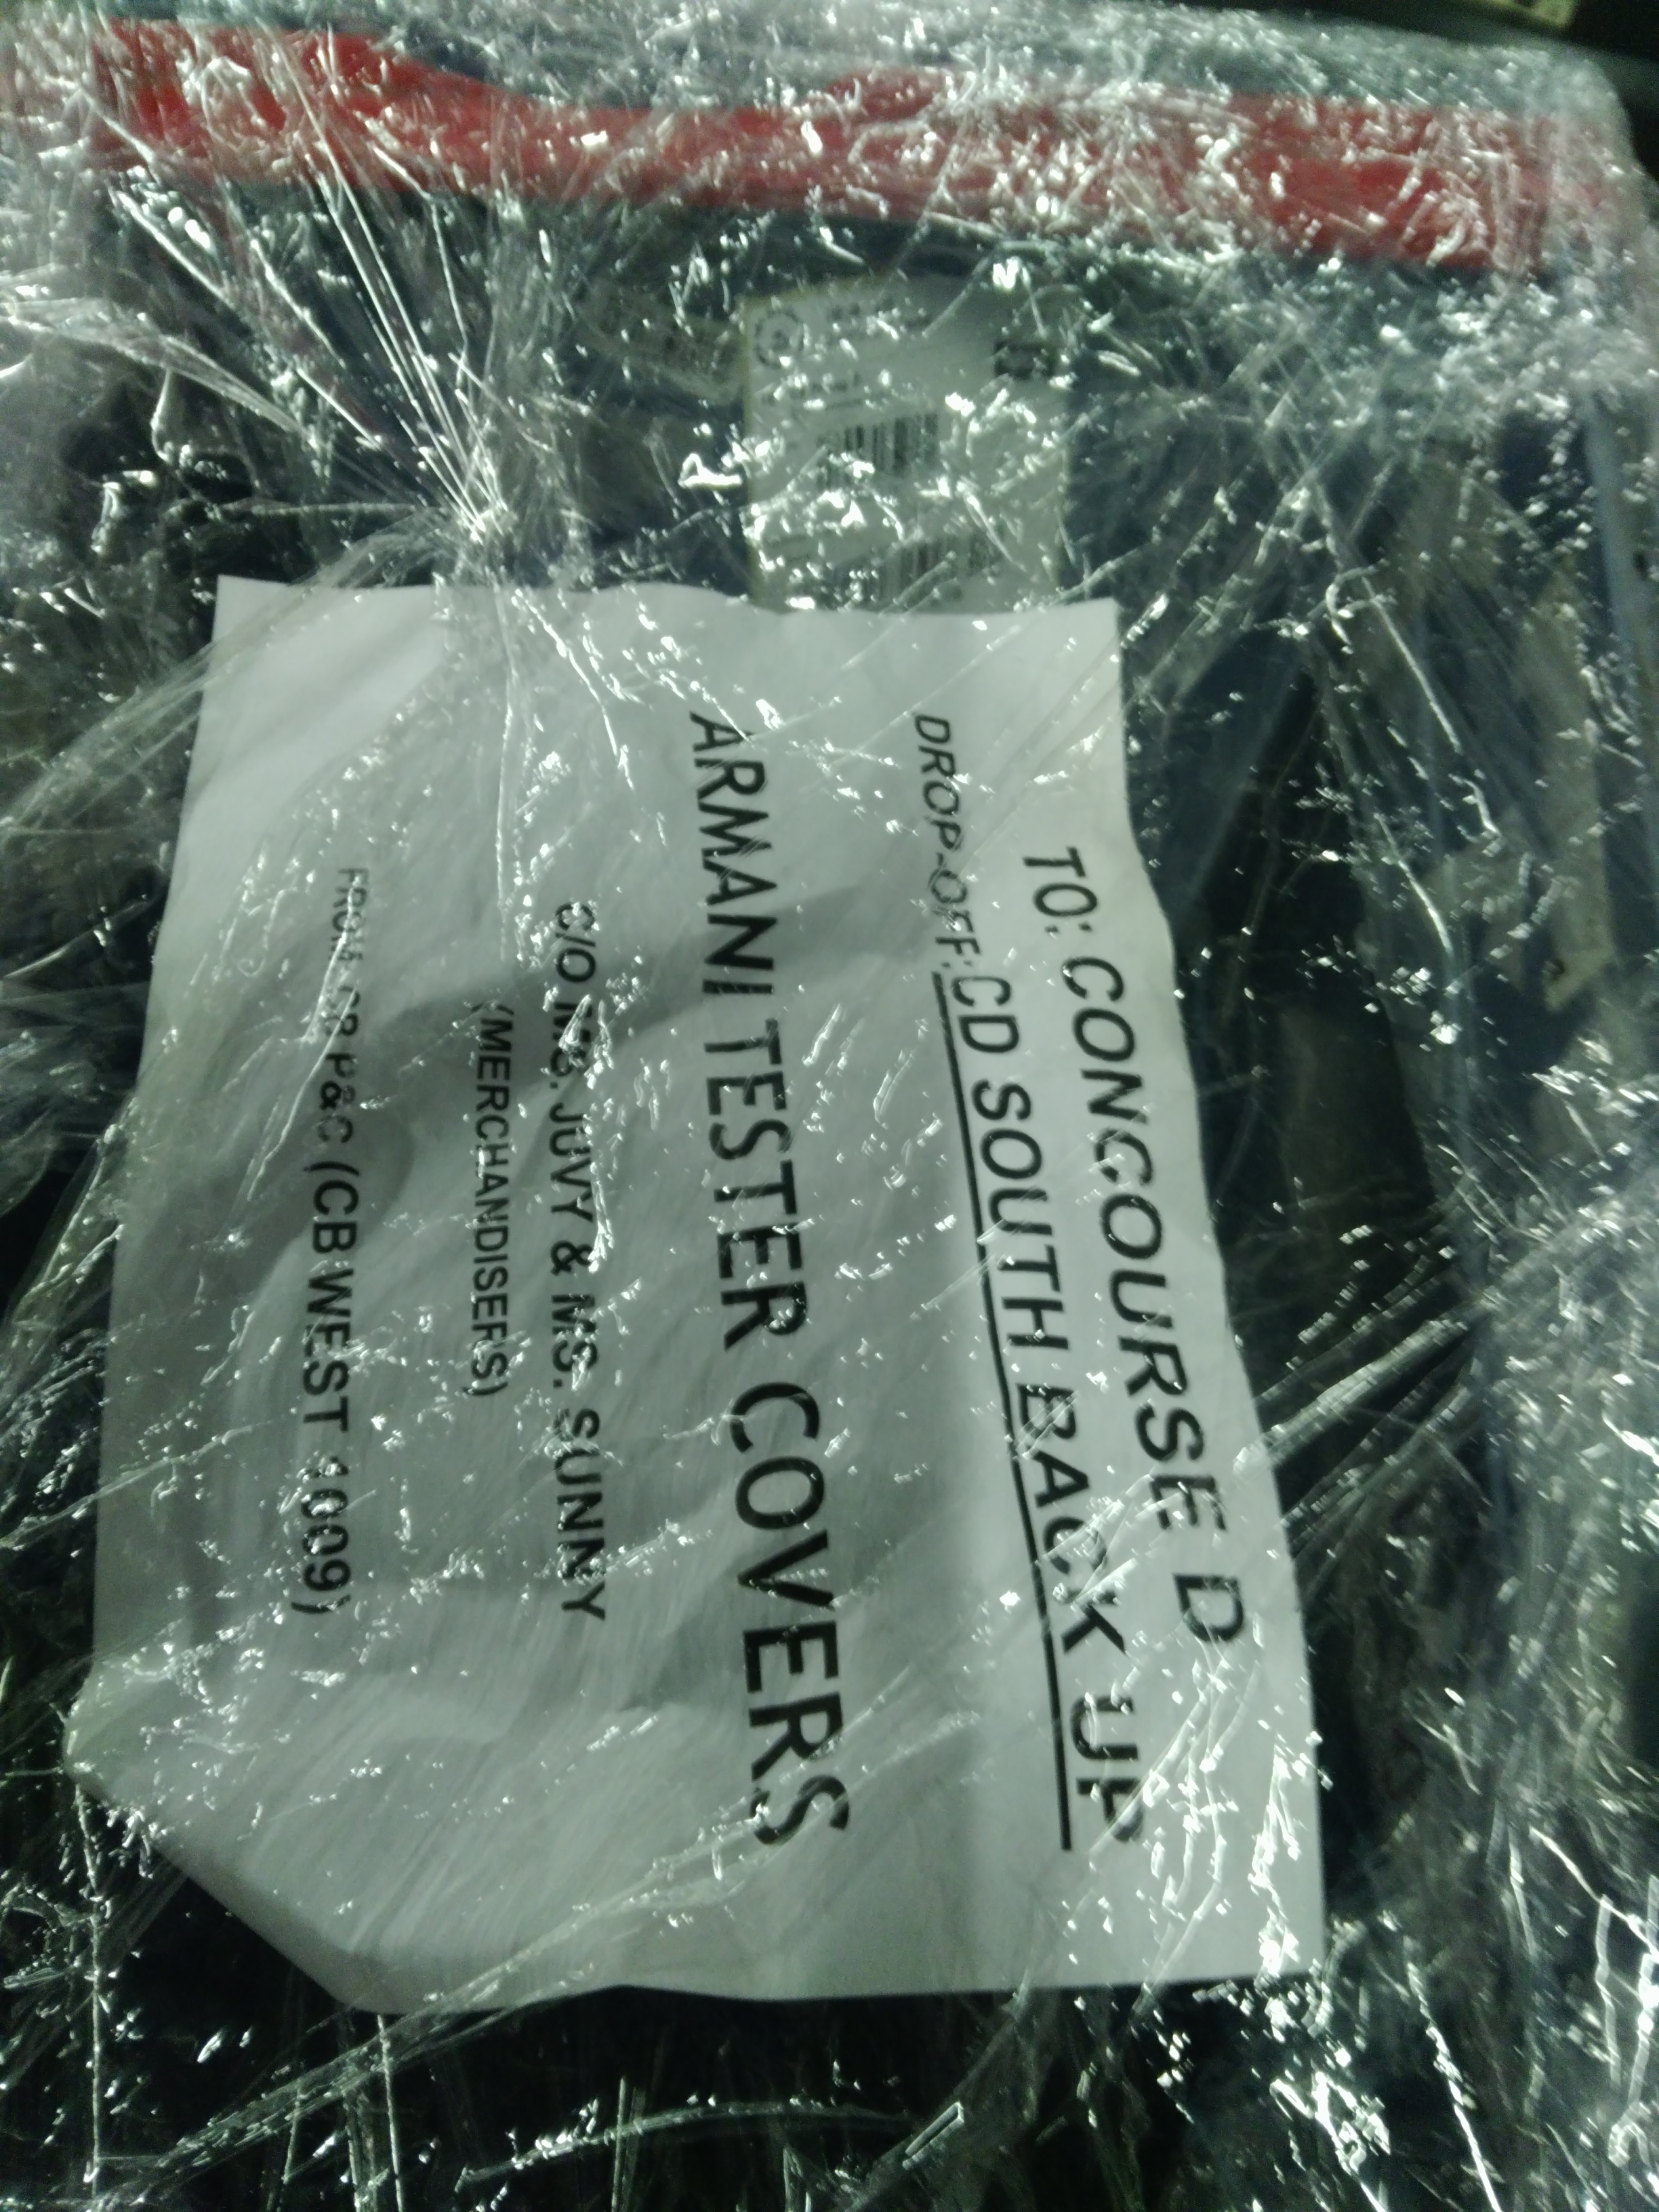 TO: CONCOURSE D
DROP-OFF: CD SOUTH BACK UP
ARMANI TESTER COVERS
C/O MS. JUVY & MS. SUNNY
(MERCHANDISERS)
FROM CB P&C (CB WEST 1009)